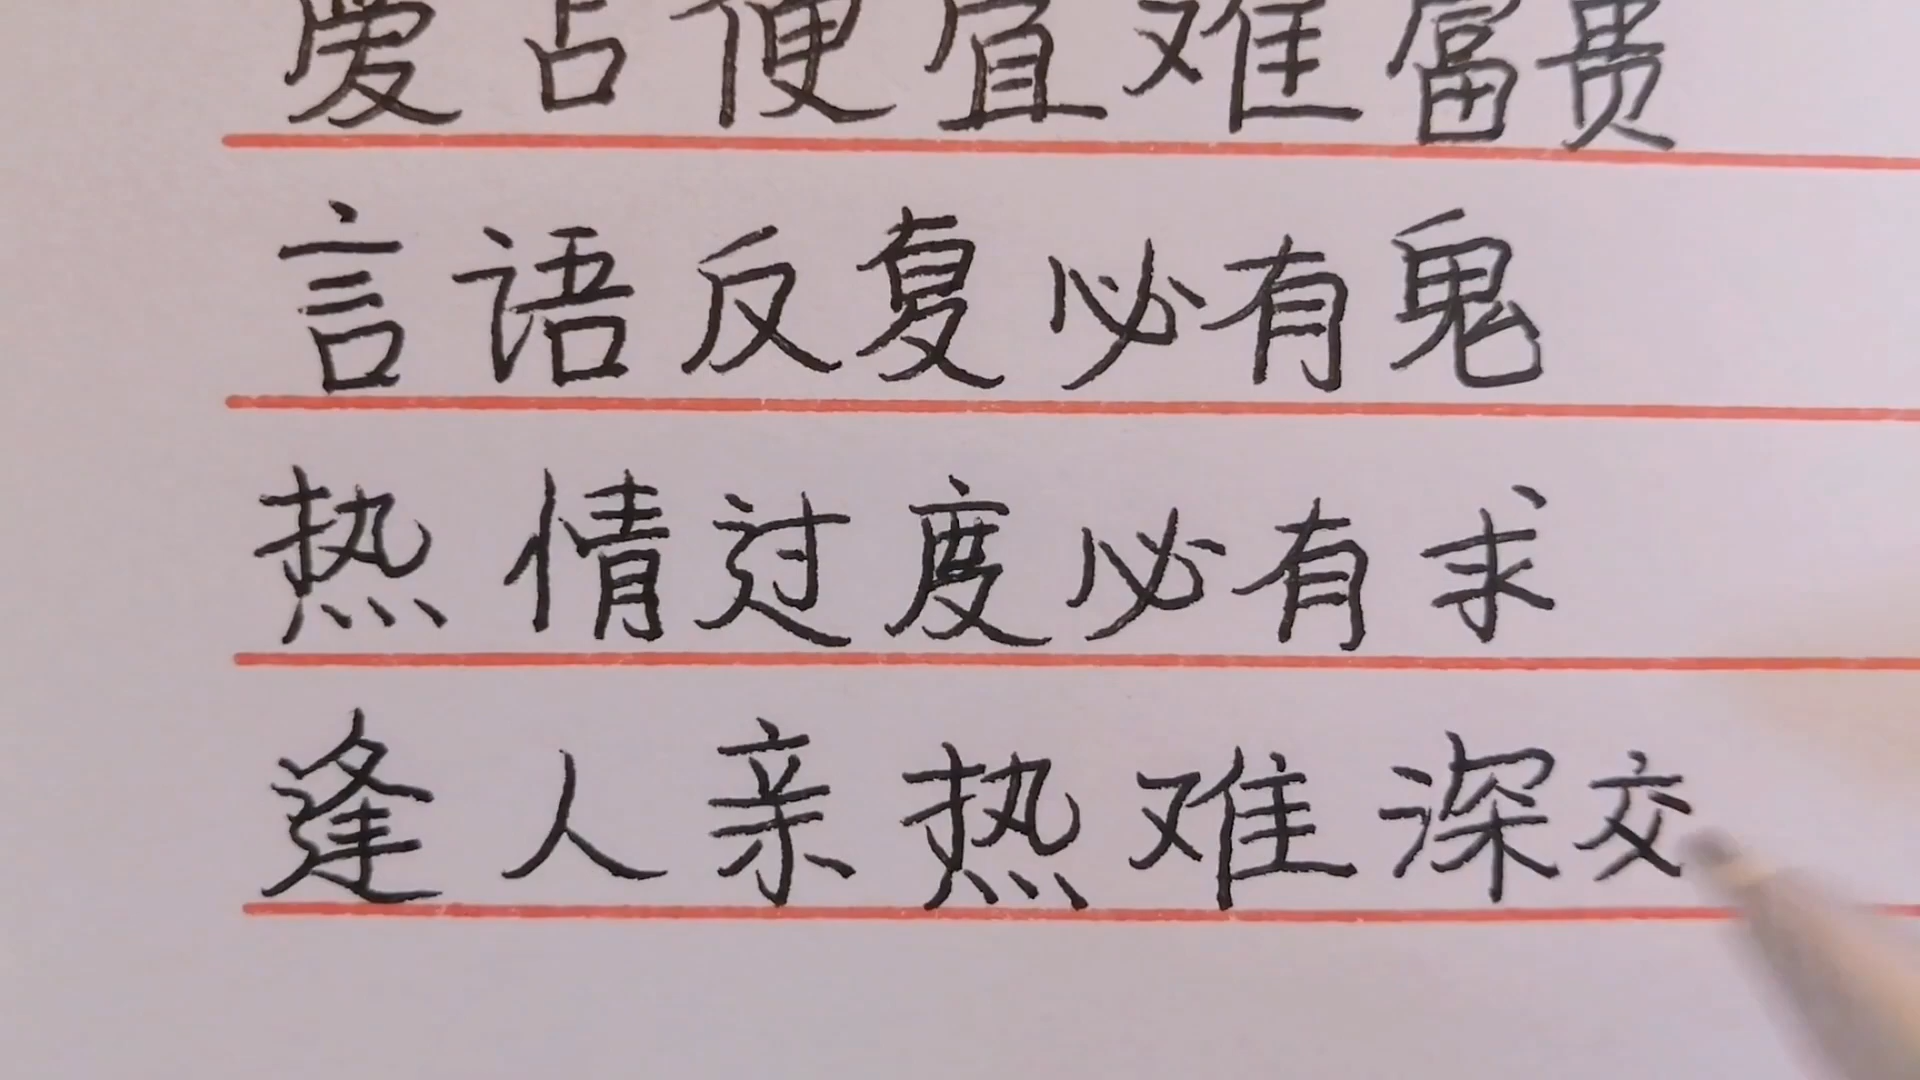 爱占便宜难富贵
言语反复必有鬼
热情过度必有求
逢人亲热难深交